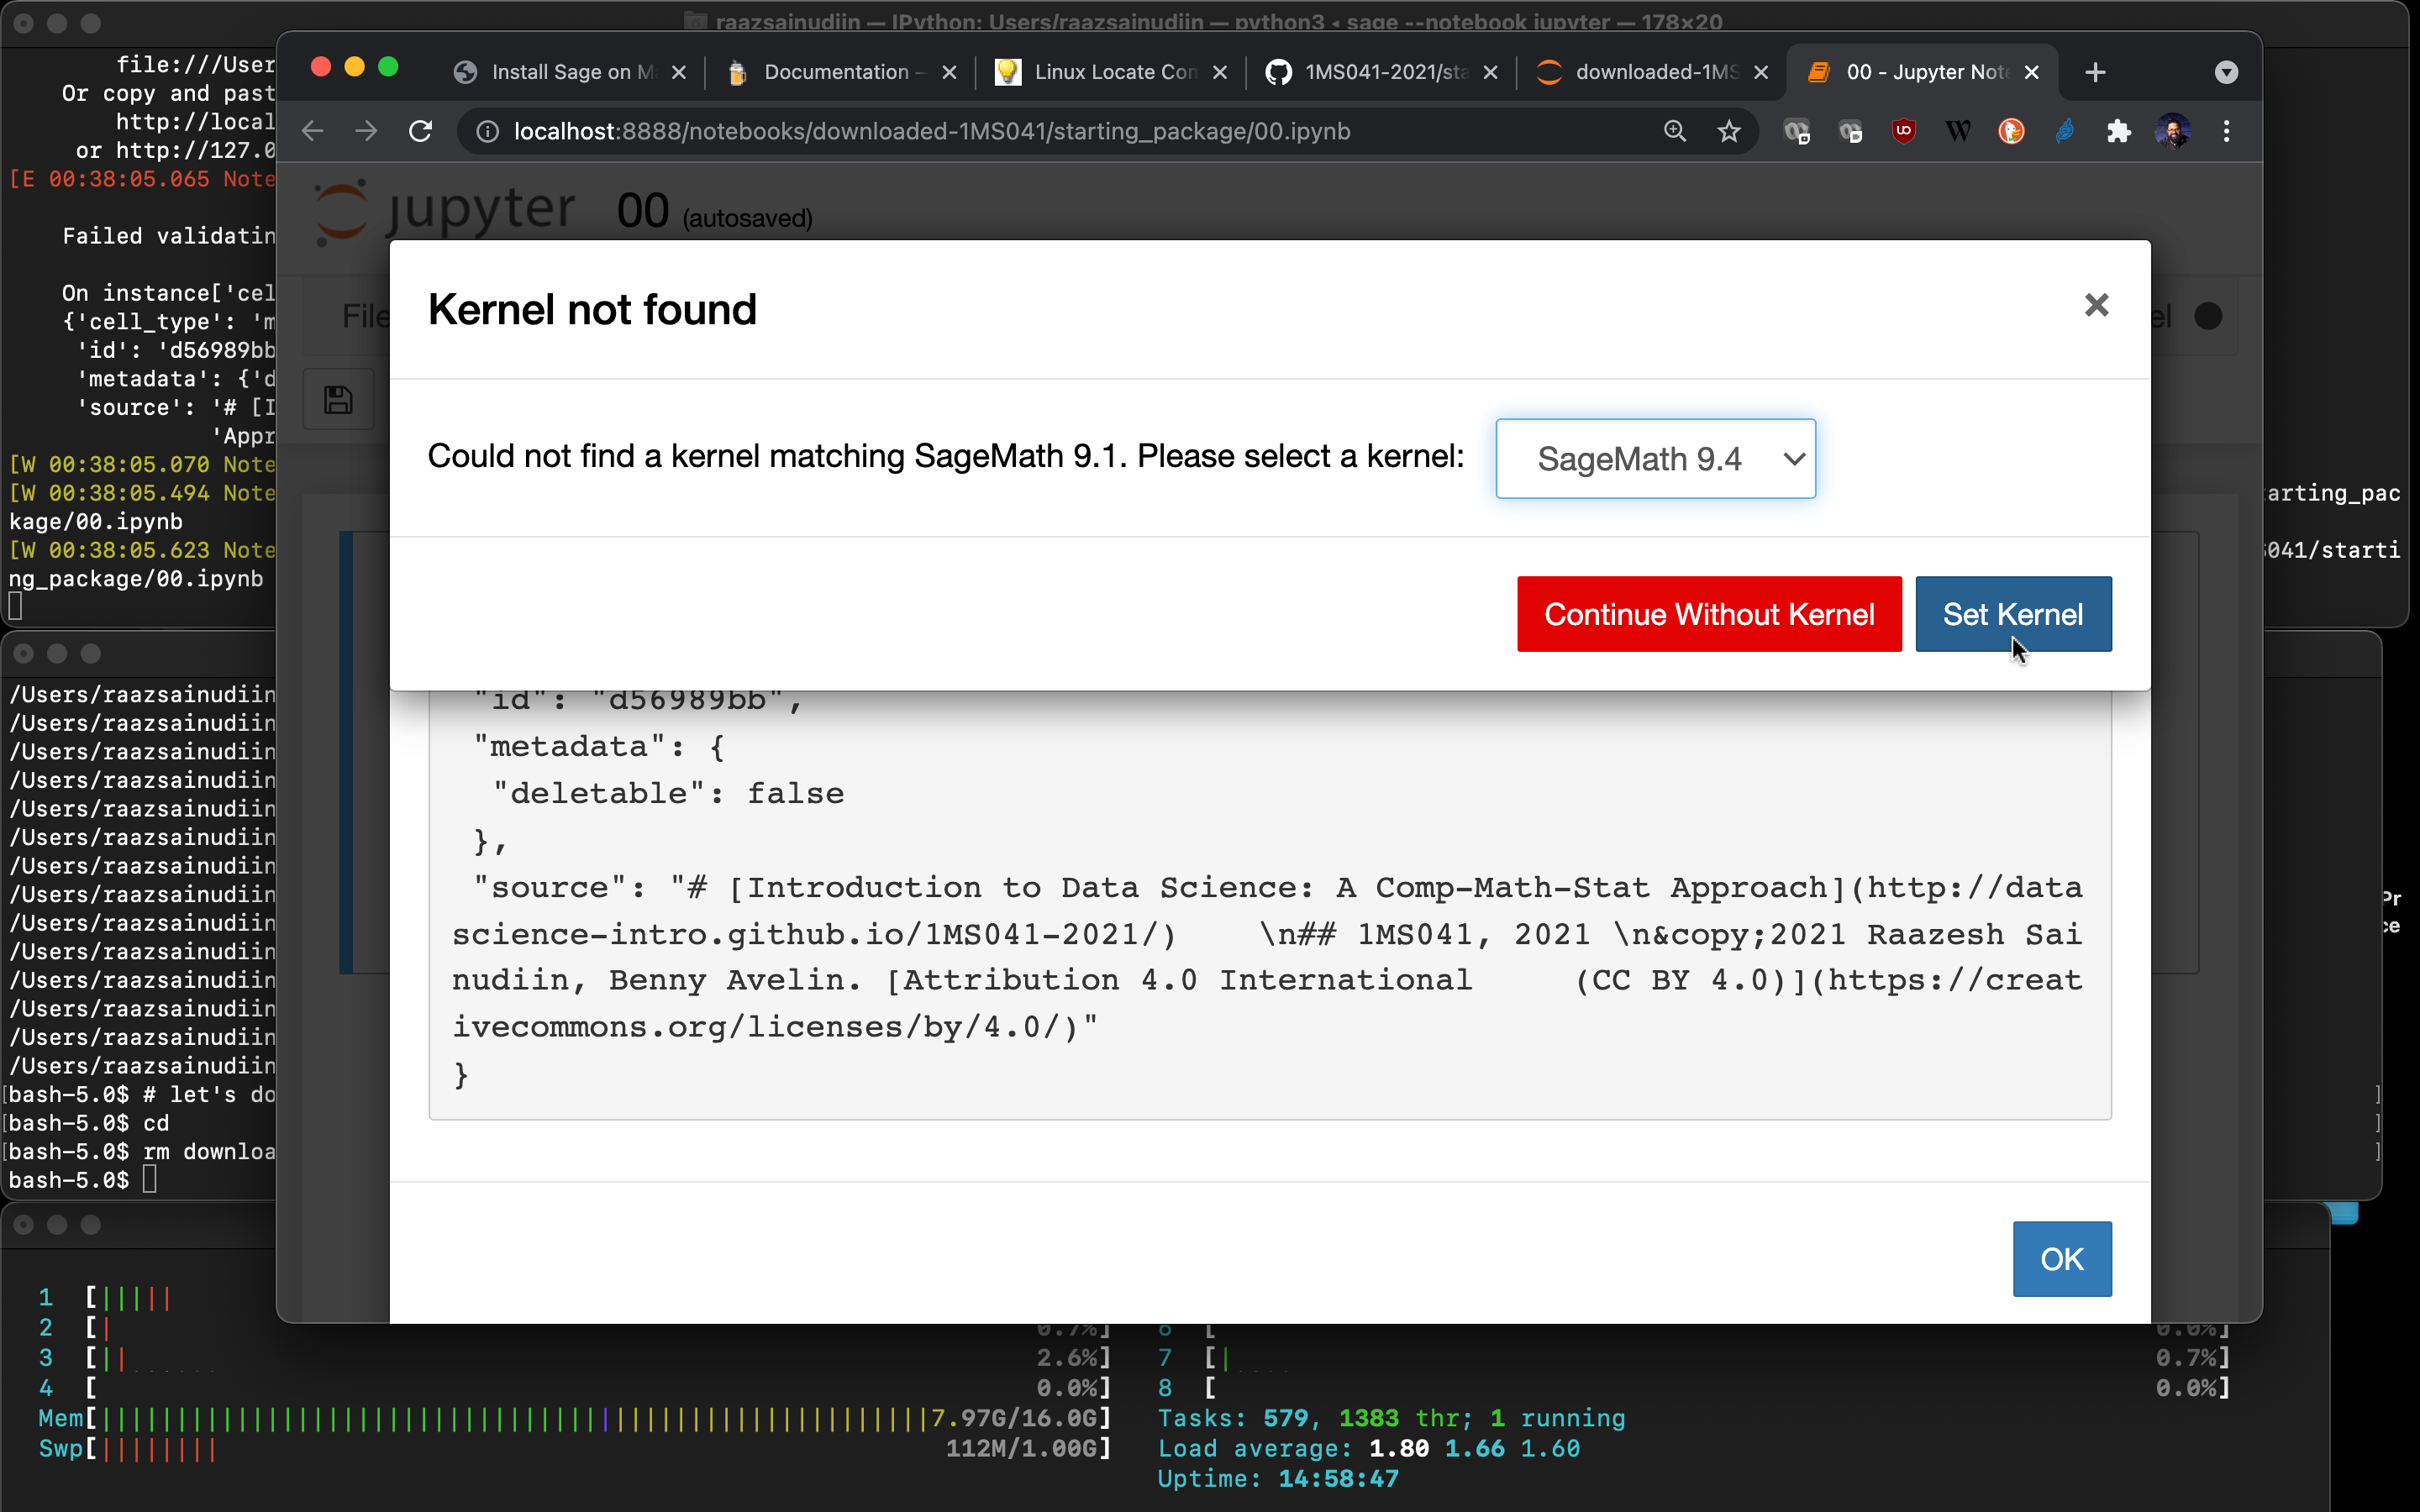 raazsainudiin — IPython: Users/raazsainudiin — python3 ◂ sage --notebook jupyter — 178×20
file:///User
Or copy and past
http://local
or http://127.0
[E 00:38:05.065 Note
Failed validatin
On instance['cel
{'cell_type': 'm
'id': 'd56989bb
'metadata': {'d
'source': '# [I
'Appr
[W 00:38:05.070 Note
[W 00:38:05.494 Note
arting_pac
kage/00.ipynb
[W 00:38:05.623 Note
041/starti
ng_package/00.ipynb
Install Sage on M
Documentation –
Linux Locate Con
1MS041-2021/sta
downloaded-1MS
00 - Jupyter Note
localhost:8888/notebooks/downloaded-1MS041/starting_package/00.ipynb
UO
W
jupyter 00 (autosaved)
File
el
Kernel not found
Could not find a kernel matching SageMath 9.1. Please select a kernel: SageMath 9.4
Continue Without Kernel
Set Kernel
"id": "d56989bb",
"metadata": {
"deletable": false
},
"source": "# [Introduction to Data Science: A Comp-Math-Stat Approach](http://data
science-intro.github.io/1MS041-2021/)    \n## 1MS041, 2021 \n&copy;2021 Raazesh Sai
nudiin, Benny Avelin. [Attribution 4.0 International     (CC BY 4.0)](https://creat
ivecommons.org/licenses/by/4.0/)"
}
OK
/Users/raazsainudiin
/Users/raazsainudiin
/Users/raazsainudiin
/Users/raazsainudiin
/Users/raazsainudiin
/Users/raazsainudiin
/Users/raazsainudiin
/Users/raazsainudiin
/Users/raazsainudiin
/Users/raazsainudiin
/Users/raazsainudiin
/Users/raazsainudiin
/Users/raazsainudiin
/Users/raazsainudiin
Pr
ce
[bash-5.0$ # let's do ]
[bash-5.0$ cd ]
[bash-5.0$ rm downloa ]
bash-5.0$
1 [|||||
2 [| 0.7%] 6 [ 0.0%]
3 [|| 2.6%] 7 [| 0.7%]
4 [ 0.0%] 8 [ 0.0%]
Mem[ 7.97G/16.0G] Tasks: 579, 1383 thr; 1 running
Swp[|||||||| 112M/1.00G] Load average: 1.80 1.66 1.60
Uptime: 14:58:47